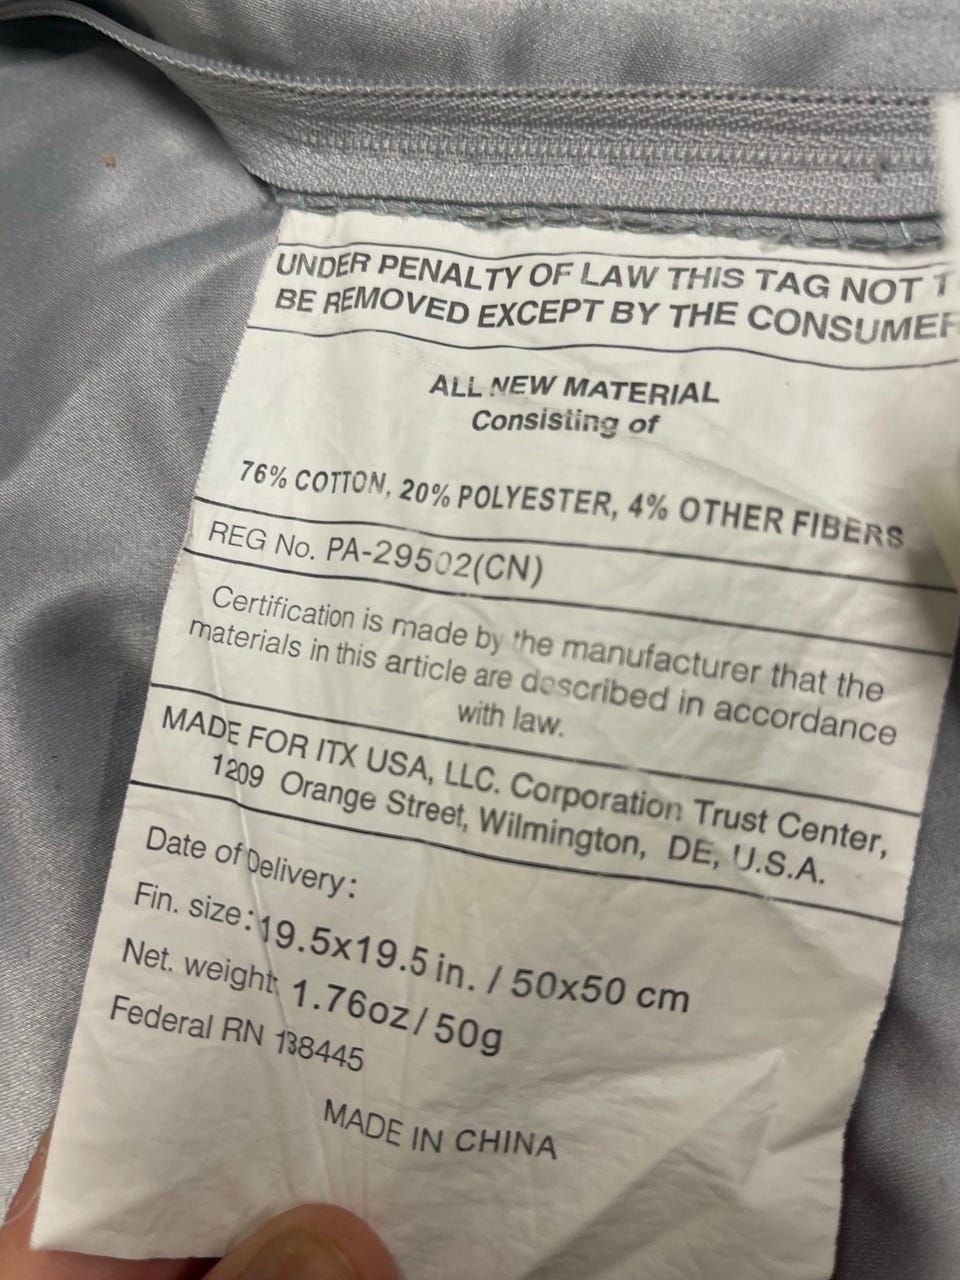 UNDER PENALTY OF LAW THIS TAG NOT T
BE REMOVED EXCEPT BY THE CONSUMER
ALL NEW MATERIAL
Consisting of
76% COTTON, 20% POLYESTER, 4% OTHER FIBERS
REG No. PA-29502(CN)
Certification is made by the manufacturer that the
materials in this article are described in accordance
with law.
MADE FOR ITX USA, LLC. Corporation Trust Center,
1209 Orange Street, Wilmington, DE, U.S.A.
Date of Delivery:
Fin. size: 19.5x19.5 in. / 50x50 cm
Net. weight: 1.76oz/ 50g
Federal RN 138445
MADE IN CHINA